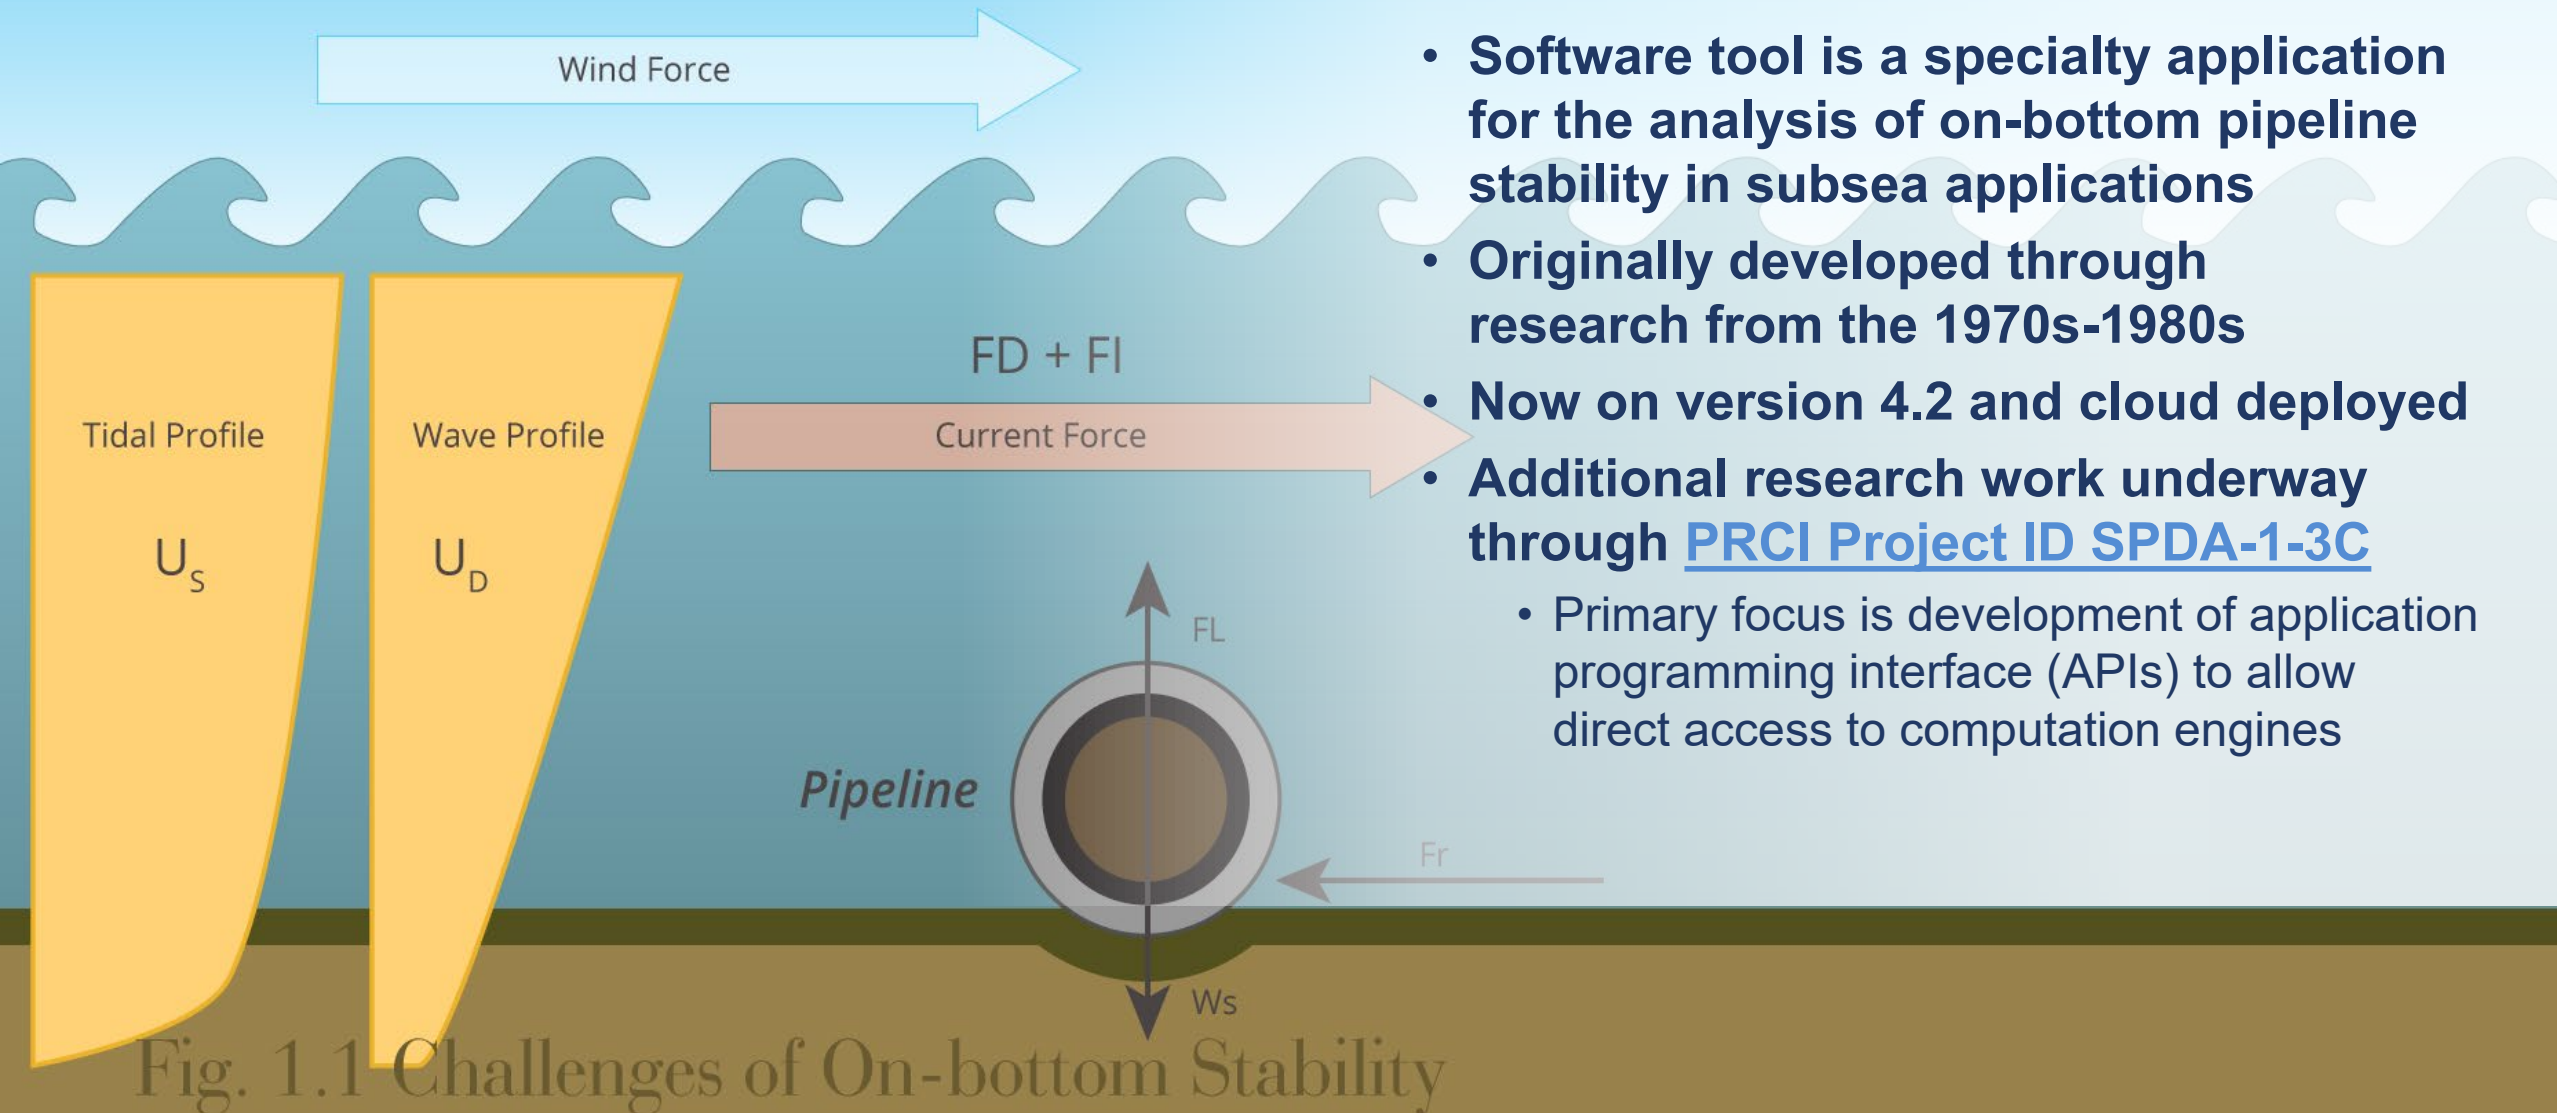 Wind Force
Tidal Profile
U_S
Wave Profile
U_D
FD + FI
Current Force
FL
Pipeline
Fr
Ws
Fig. 1.1 Challenges of On-bottom Stability
• Software tool is a specialty application
for the analysis of on-bottom pipeline
stability in subsea applications
• Originally developed through
research from the 1970s-1980s
• Now on version 4.2 and cloud deployed
• Additional research work underway
through PRCI Project ID SPDA-1-3C
• Primary focus is development of application
programming interface (APIs) to allow
direct access to computation engines